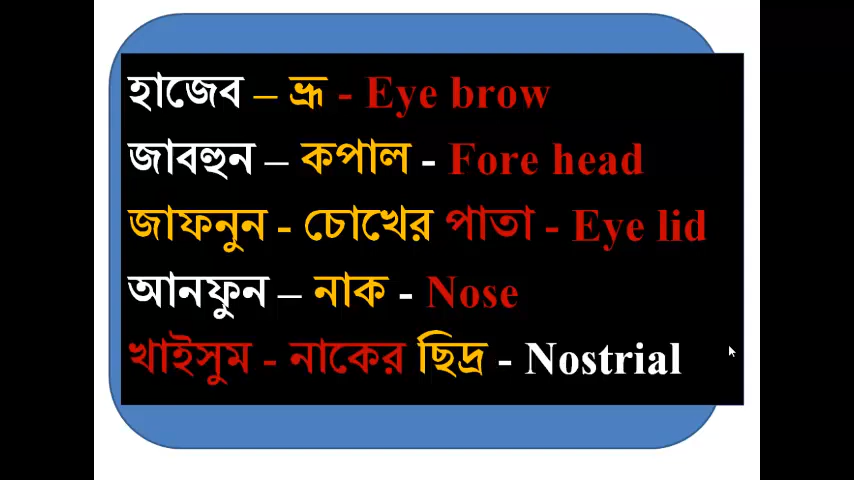 হাজেব – ভ্রূ - Eye brow
জাবহুন – কপাল - Fore head
জাফনুন - চোখের পাতা - Eye lid
আনফুন – নাক - Nose
খাইসুম - নাকের ছিদ্র - Nostrial